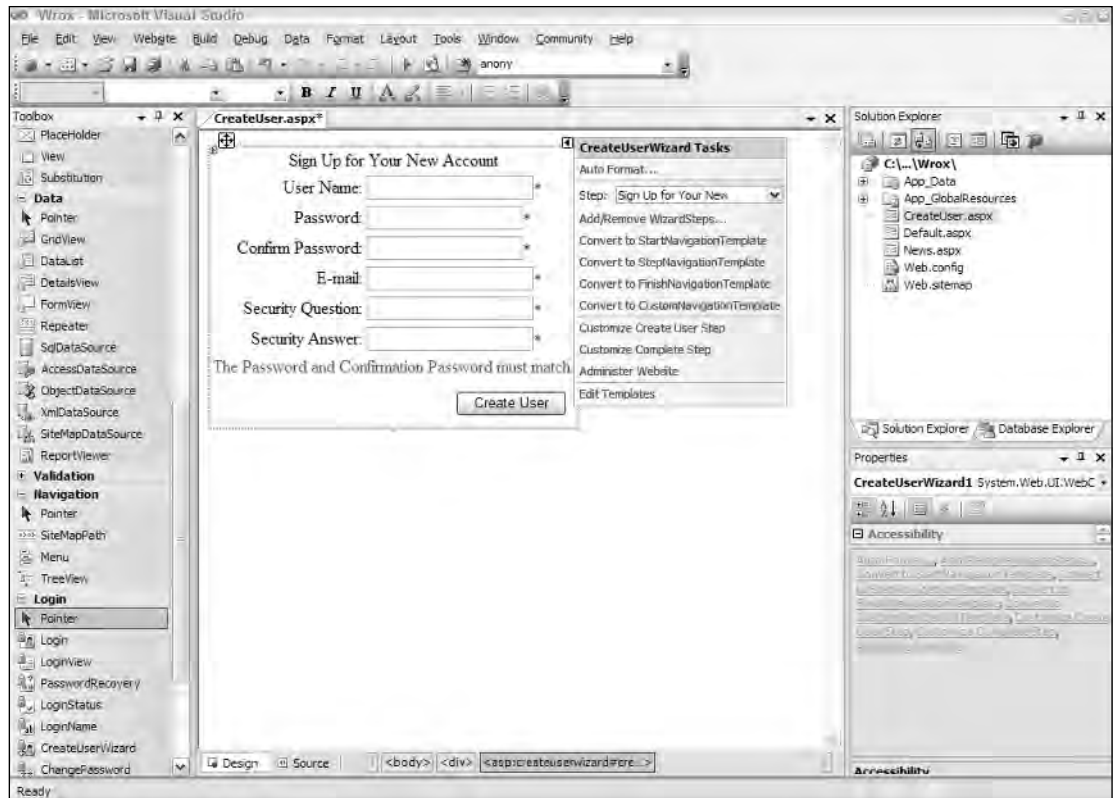 Wrox - Microsoft Visual Studio
File Edit View Website Build Debug Data Format Layout Tools Window Community Help
anony
B I U A
Toolbox
PlaceHolder
View
Substitution
Data
Pointer
GridView
DataList
DetailsView
FormView
Repeater
SqlDataSource
AccessDataSource
ObjectDataSource
XmlDataSource
SiteMapDataSource
ReportViewer
Validation
Navigation
Pointer
SiteMapPath
Menu
TreeView
Login
Pointer
Login
LoginView
PasswordRecovery
LoginStatus
LoginName
CreateUserWizard
ChangePassword
CreateUser.aspx*
Sign Up for Your New Account
User Name: *
Password: *
Confirm Password: *
E-mail: *
Security Question: *
Security Answer: *
The Password and Confirmation Password must match.
Create User
CreateUserWizard Tasks
Auto Format...
Step: Sign Up for Your New
Add/Remove WizardSteps...
Convert to StartNavigationTemplate
Convert to StepNavigationTemplate
Convert to FinishNavigationTemplate
Convert to CustomNavigationTemplate
Customize Create User Step
Customize Complete Step
Administer Website
Edit Templates
Design Source <body> <div> <asp:createuserwizard#cre...>
Solution Explorer
C:\...\Wrox\
App_Data
App_GlobalResources
CreateUser.aspx
Default.aspx
News.aspx
Web.config
Web.sitemap
Solution Explorer Database Explorer
Properties
CreateUserWizard1 System.Web.UI.WebC
Accessibility
Accessibility
Ready